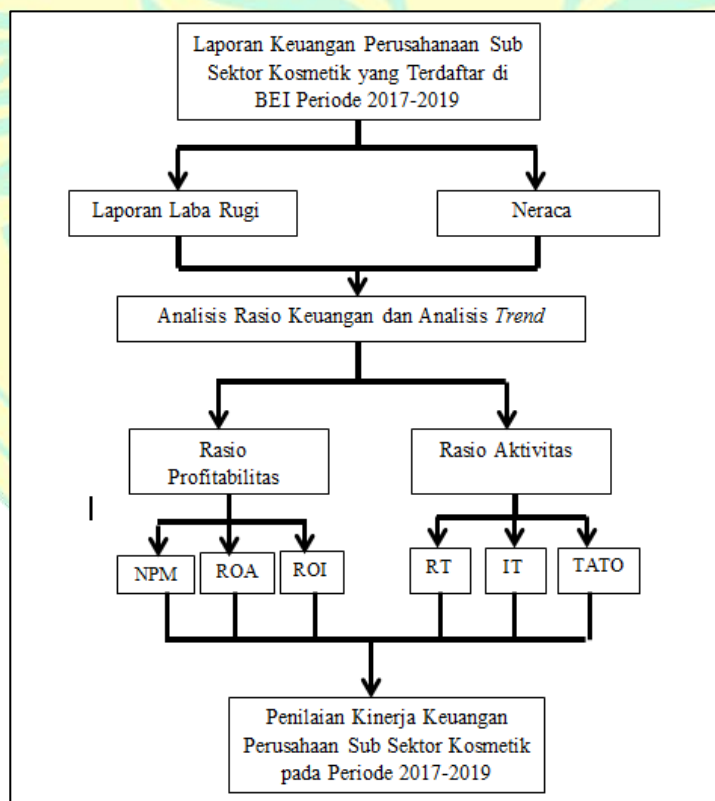 Laporan Keuangan Perusahanaan Sub
Sektor Kosmetik yang Terdaftar di
BEI Periode 2017-2019
Laporan Laba Rugi
Neraca
Analisis Rasio Keuangan dan Analisis Trend
Rasio
Profitabilitas
Rasio Aktivitas
NPM
ROA
ROI
RT
IT
TATO
Penilaian Kinerja Keuangan
Perusahaan Sub Sektor Kosmetik
pada Periode 2017-2019